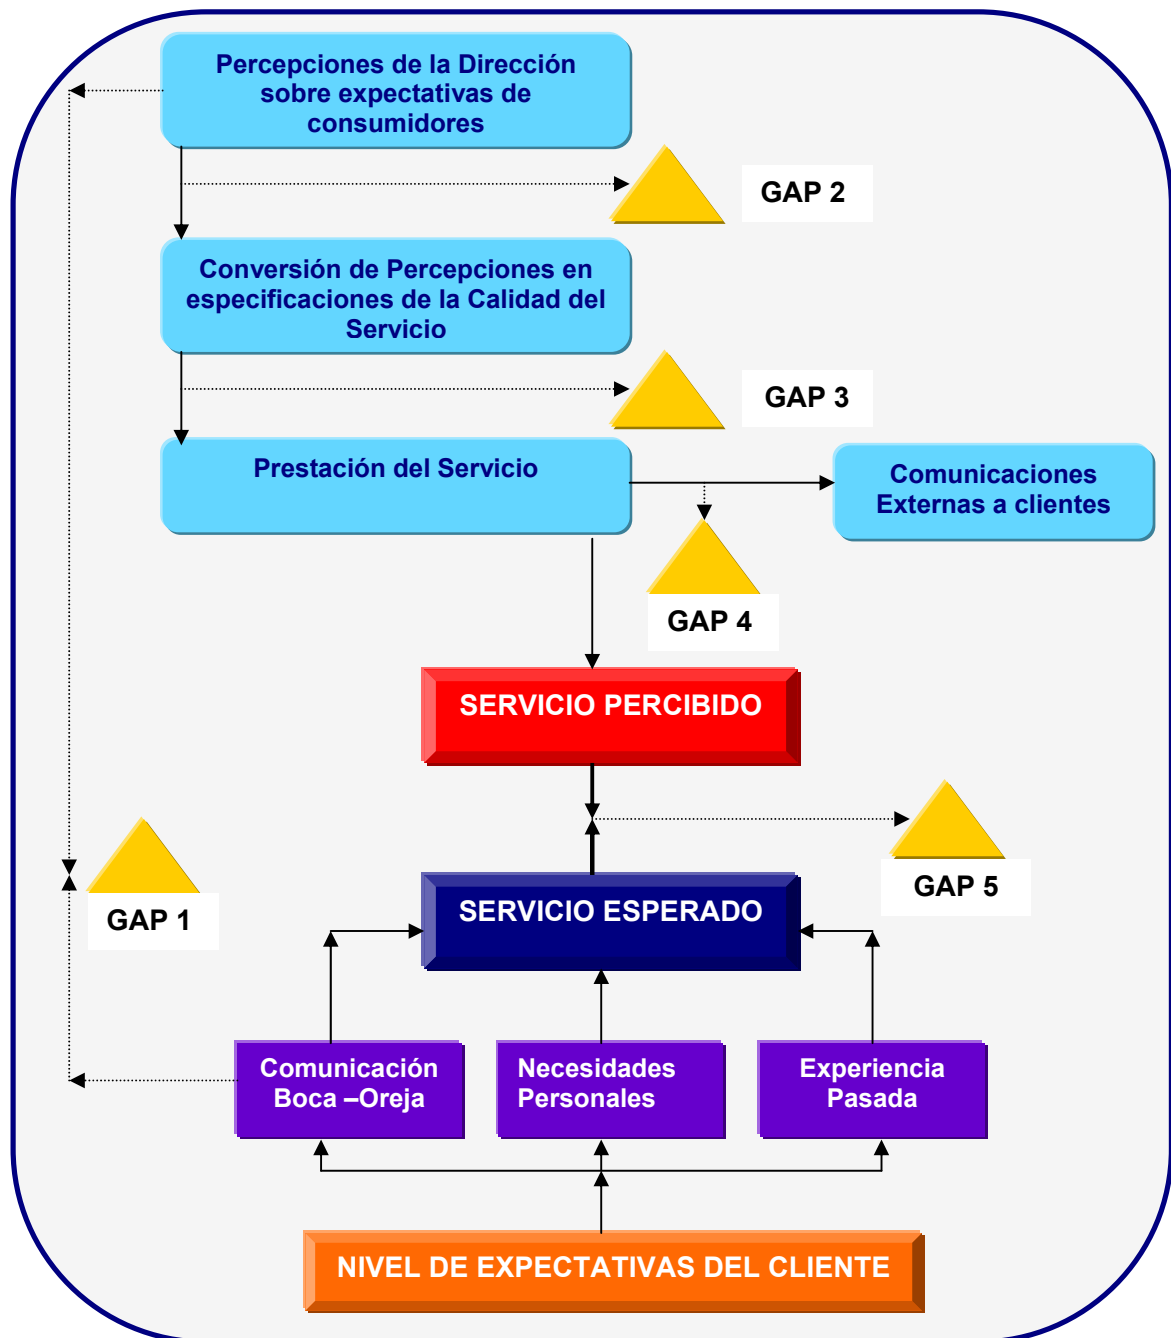 Percepciones de la Dirección
sobre expectativas de
consumidores
GAP 2
Conversión de Percepciones en
especificaciones de la Calidad del
Servicio
GAP 3
Prestación del Servicio
Comunicaciones
Externas a clientes
GAP 4
SERVICIO PERCIBIDO
GAP 5
GAP 1
SERVICIO ESPERADO
Comunicación
Boca –Oreja
Necesidades
Personales
Experiencia
Pasada
NIVEL DE EXPECTATIVAS DEL CLIENTE